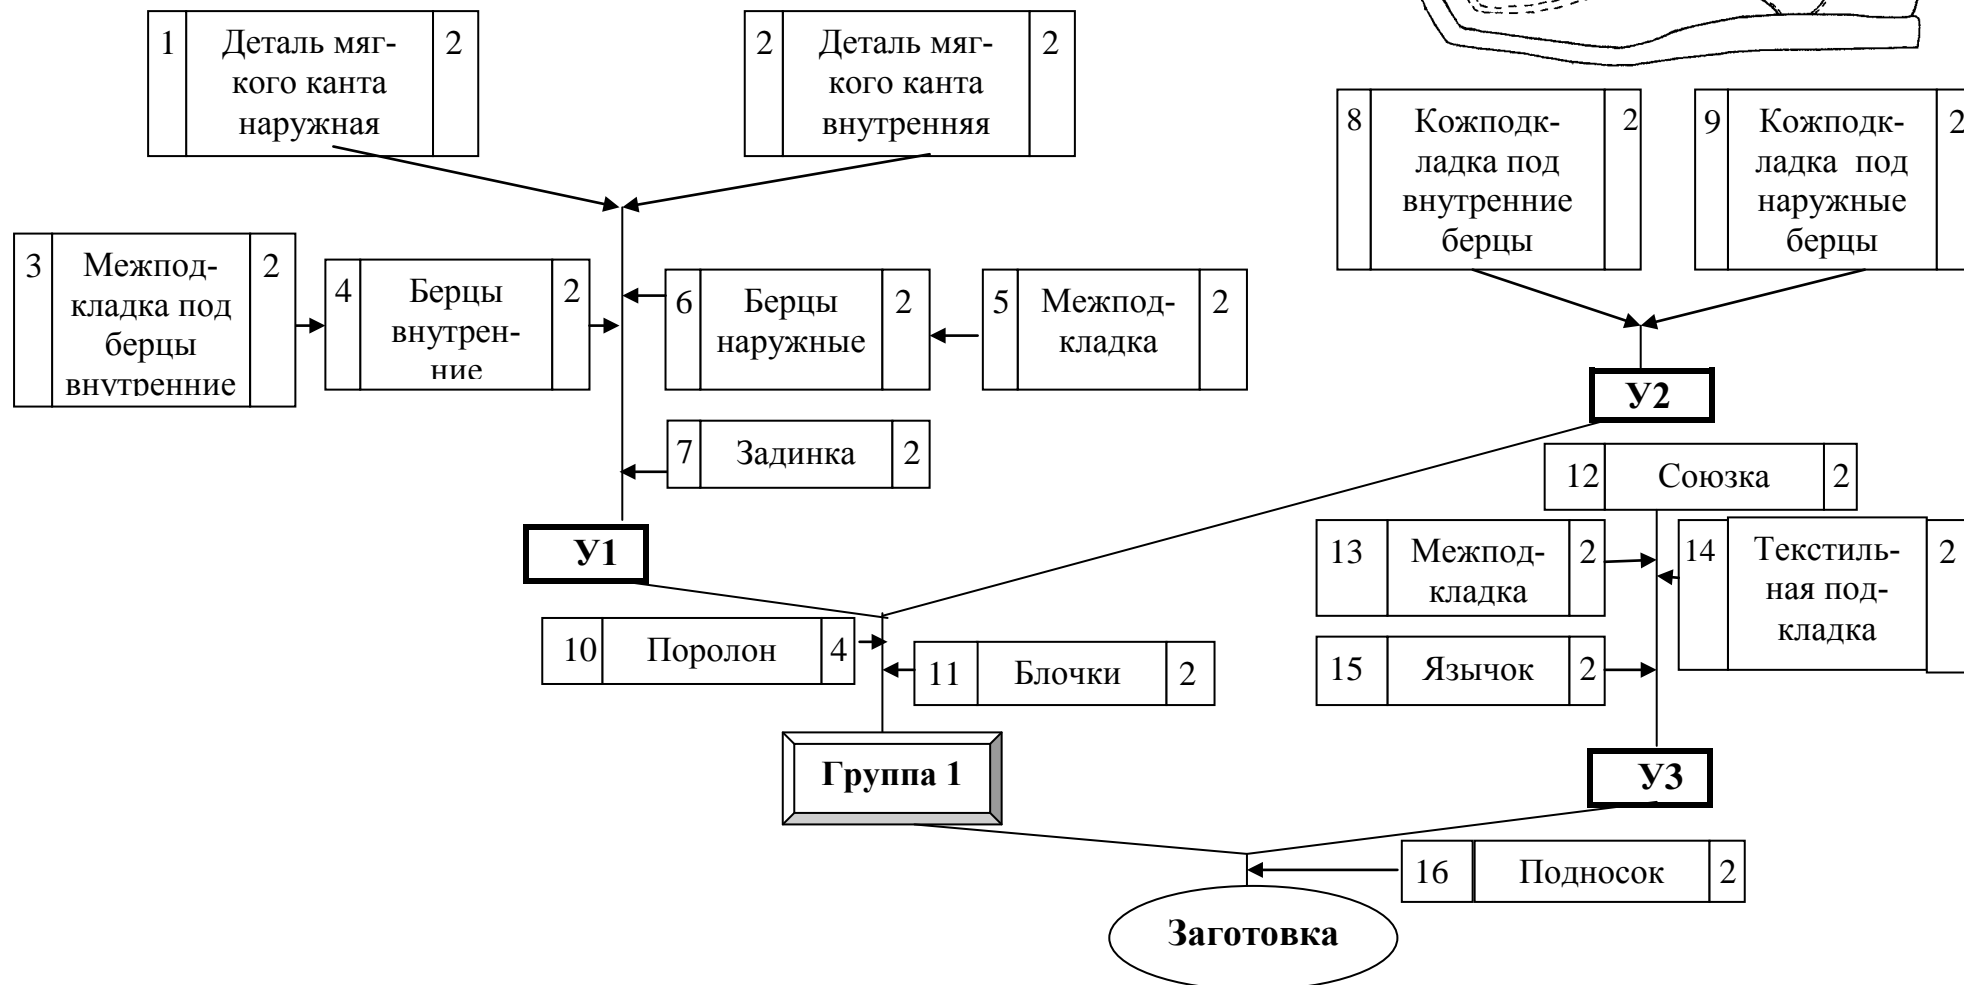 1 Деталь мяг- 2
кого канта
наружная
2 Деталь мяг- 2
кого канта
внутренняя
8 Кожподк- 2
ладка под
внутренние
берцы
9 Кожподк- 2
ладка под
наружные
берцы
3 Межпод- 2
кладка под
берцы
внутренние
4 Берцы 2
внутрен-
ние
6 Берцы 2
наружные
5 Межпод- 2
кладка
У2
7 Задинка 2
12 Союзка 2
У1
13 Межпод- 2
кладка
14 Текстиль- 2
ная под-
кладка
10 Поролон 4
11 Блочки 2
15 Язычок 2
Группа 1
У3
16 Подносок 2
Заготовка